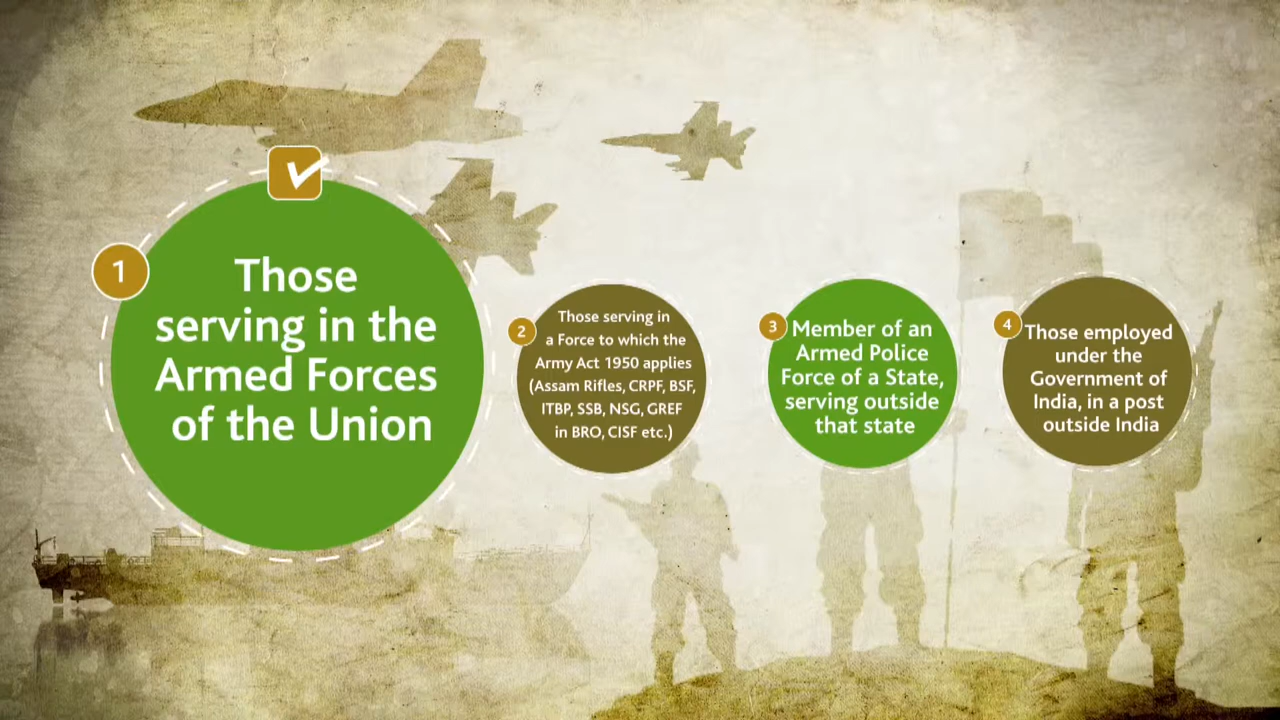 1
Those
serving in the
Armed Forces
of the Union
2
Those serving in
a Force to which the
Army Act 1950 applies
(Assam Rifles, CRPF, BSF,
ITBP, SSB, NSG, GREF
in BRO, CISF etc.)
3
Member of an
Armed Police
Force of a State,
serving outside
that state
4
Those employed
under the
Government of
India, in a post
outside India